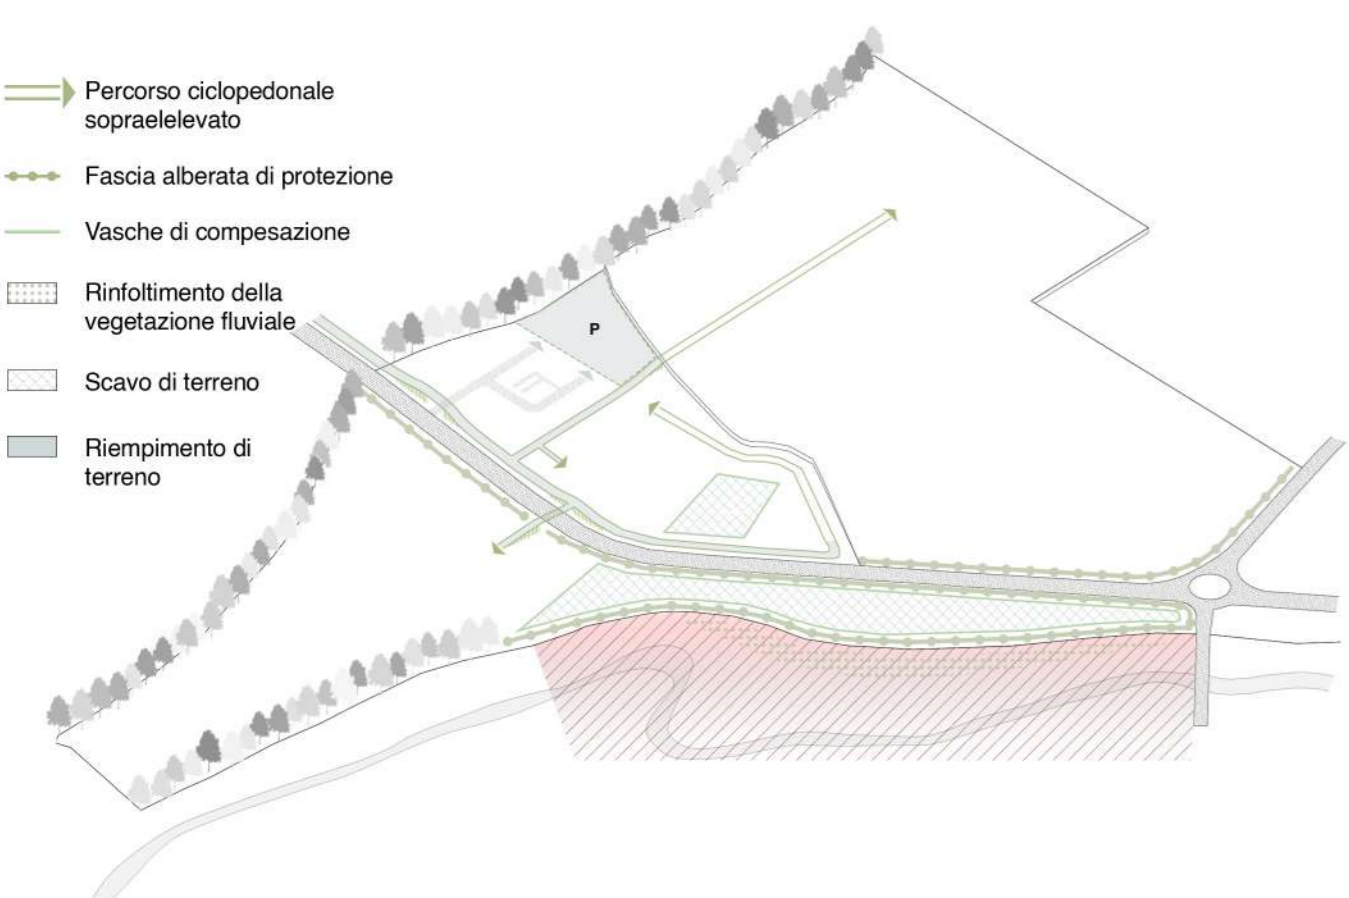 Percorso ciclopedonale
sopraelelevato
Fascia alberata di protezione
Vasche di compesazione
Rinfoltimento della
vegetazione fluviale
Scavo di terreno
Riempimento di
terreno
P